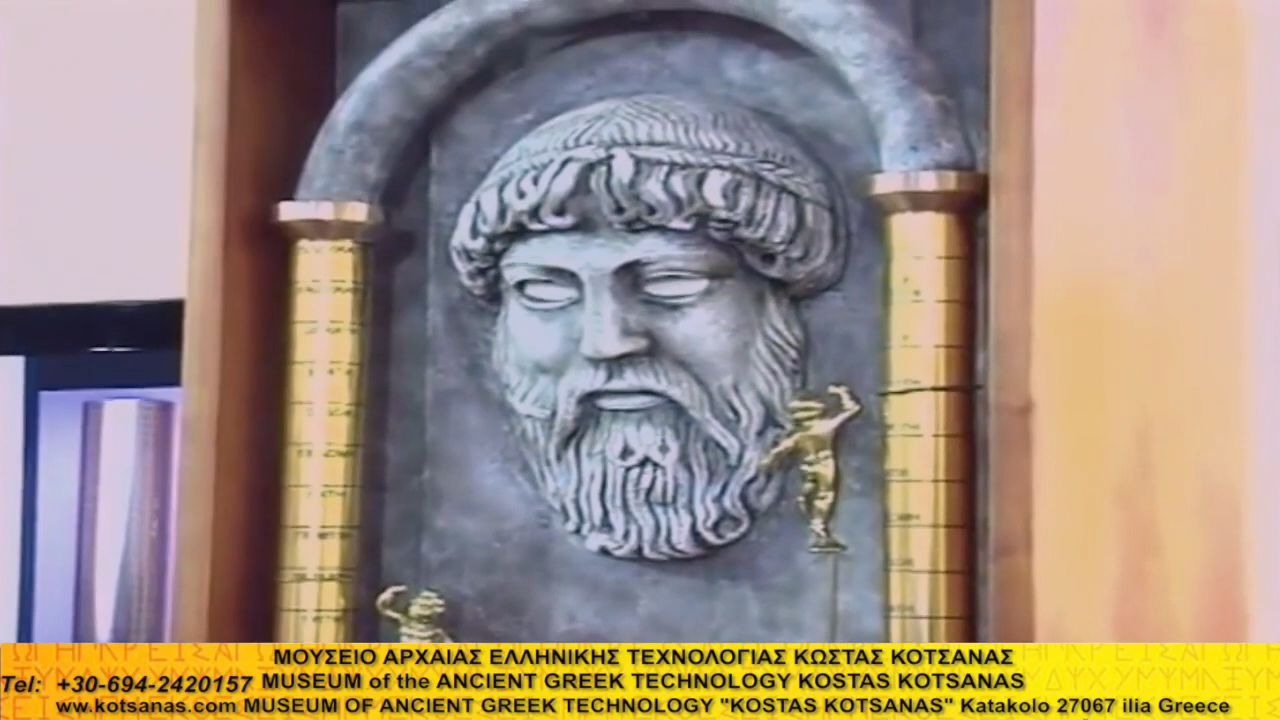 ΜΟΥΣΕΙΟ ΑΡΧΑΙΑΣ ΕΛΛΗΝΙΚΗΣ ΤΕΧΝΟΛΟΓΙΑΣ ΚΩΣΤΑΣ ΚΟΤΣΑΝΑΣ
Tel: +30-694-2420157 MUSEUM of the ANCIENT GREEK TECHNOLOGY KOSTAS KOTSANAS
www.kotsanas.com MUSEUM OF ANCIENT GREEK TECHNOLOGY "KOSTAS KOTSANAS" Katakolo 27067 ilia Greece